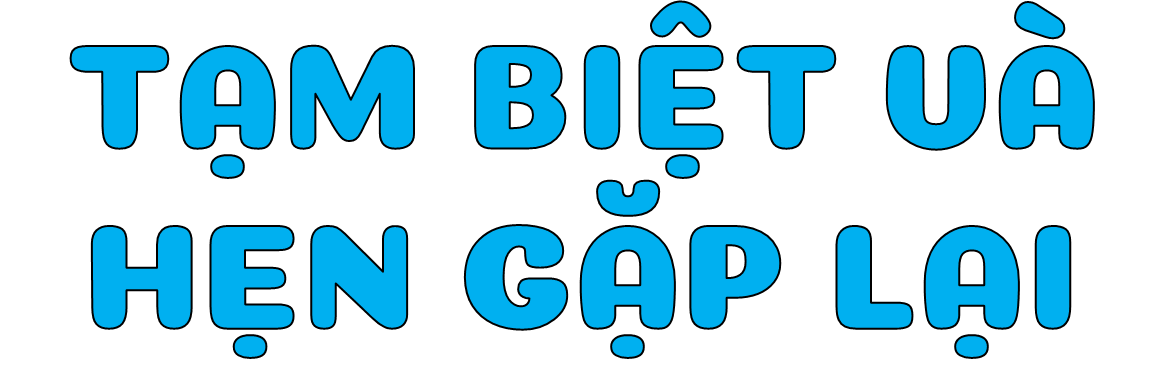 TẠM BIỆT UÀ
HẸN GẶP LẠI